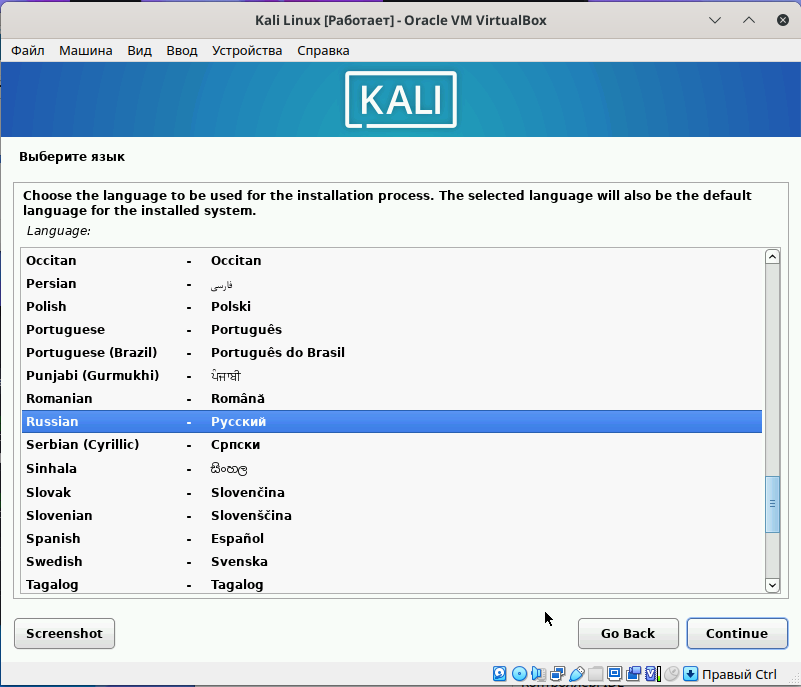 Kali Linux [Работает] - Oracle VM VirtualBox
Файл Машина Вид Ввод Устройства Справка
KALI
Выберите язык
Choose the language to be used for the installation process. The selected language will also be the default
language for the installed system.
Language:
Occitan - Occitan
Persian - فارسی
Polish - Polski
Portuguese - Português
Portuguese (Brazil) - Português do Brasil
Punjabi (Gurmukhi) - ਪੰਜਾਬੀ
Romanian - Română
Russian - Русский
Serbian (Cyrillic) - Српски
Sinhala - සිංහල
Slovak - Slovenčina
Slovenian - Slovenščina
Spanish - Español
Swedish - Svenska
Tagalog - Tagalog
Screenshot Go Back Continue
Правый Ctrl